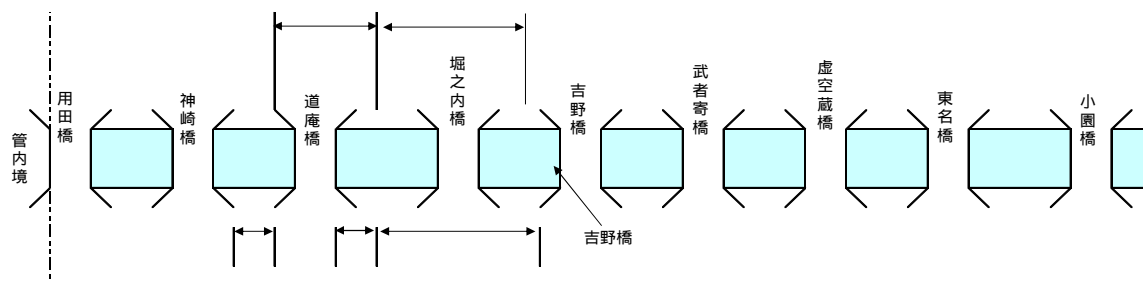 管内境
用田橋
神崎橋
道庵橋
堀之内橋
吉野橋
武者寄橋
虚空蔵橋
東名橋
小園橋
吉野橋